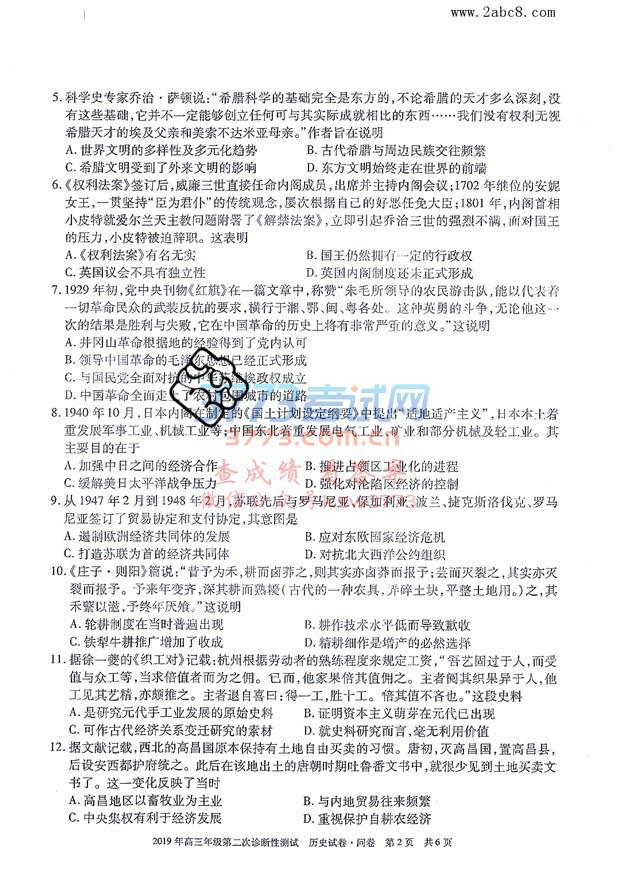 www.2abc8.com
5.科学史专家乔治·萨顿说:“希腊科学的基础完全是东方的,不论希腊的天才多么深刻,没
有这些基础,它并不一定能够创立任何可与其实际成就相比的东西……我们没有权利无视
希腊天才的埃及父亲和美索不达米亚母亲。”作者旨在说明
A.世界文明的多样性及多元化趋势 B.古代希腊与周边民族交往频繁
C.希腊文明受到了外来文明的影响 D.东方文明始终走在世界的前端
6.《权利法案》签订后,威廉三世直接任命内阁成员,出席并主持内阁会议;1702年继位的安妮
女王,一贯坚持“臣为君仆”的传统观念,屡次根据自己的好恶任免大臣;1801年,内阁首相
小皮特就爱尔兰天主教问题附署了《解禁法案》,立即引起乔治三世的强烈不满,面对国王
的压力,小皮特被迫辞职。这表明
A.《权利法案》有名无实 B.国王仍然拥有一定的行政权
C.英国议会不具有独立性 D.英国内阁制度还未正式形成
7.1929年初,党中央刊物《红旗》在一篇文章中,称赞“朱毛所领导的农民游击队,能以代表着
一切革命民众的武装反抗的要求,横行于湘、鄂、闽、粤各处。这种英勇的斗争,无论他这一
次的结果是胜利与失败,它在中国革命的历史上将有非常严重的意义。”这说明
A.井冈山革命根据地的经验得到了党内认可
B.领导中国革命的毛泽东思想已经正式形成
C.与国民党全面对抗的中华苏维埃政权成立
D.中国革命全面走上了农村包围城市的道路
8.1940年10月,日本内阁在制定的《国土计划设定纲要》中提出“适地适产主义”,日本本土着
重发展军事工业、机械工业等;中国东北着重发展电气工业、矿业和部分机械及轻工业。其
主要目的在于
A.加强中日之间的经济合作 B.推进占领区工业化的进程
C.缓解美日太平洋战争压力 D.强化对沦陷区经济的控制
9.从1947年2月到1948年2月,苏联先后与罗马尼亚、保加利亚、波兰、捷克斯洛伐克、罗马
尼亚签订了贸易协定和支付协定,其意图是
A.遏制欧洲经济共同体的发展 B.应对东欧国家经济危机
C.打造苏联为首的经济共同体 D.对抗北大西洋公约组织
10.《庄子·则阳》篇说:“昔予为禾,耕而卤莽之,则其实亦卤莽而报予;芸而灭裂之,其实亦灭
裂而报予。予来年变齐,深其耕而熟耰(古代的一种农具,弄碎土块,平整土地用。)之,其
禾蘩以滋,予终年厌飧。”这说明
A.轮耕制度在当时普遍出现 B.耕作技术水平低而导致歉收
C.铁犁牛耕推广增加了收成 D.精耕细作是增产的必然选择
11.据徐一夔的《织工对》记载:杭州根据劳动者的熟练程度来规定工资,“吾艺固过于人,而受
值与众工等,当求倍值者而为之佣。已而,他家果倍其值佣之。主者阅其织果异于人,他
工见其艺精,亦颇推之。主者退自喜曰:得一工,胜十工。倍其值不吝也。”这段史料
A.是研究元代手工业发展的原始史料 B.证明资本主义萌芽在元代已出现
C.可作古代经济关系变迁研究的素材 D.就史料研究而言,毫无利用价值
12.据文献记载,西北的高昌国原本保持有土地自由买卖的习惯。唐初,灭高昌国,置高昌县,
后设安西都护府统之。此后在该地出土的唐朝时期吐鲁番文书中,就很少见到土地买卖文
书了。这一变化反映了当时
A.高昌地区以畜牧业为主 B.与内地贸易往来频繁
C.中央集权有利于经济发展 D.政府注重保护自耕农经济
2019年高三年级第二次诊断性测试 历史试卷·问卷 第2页 共6页